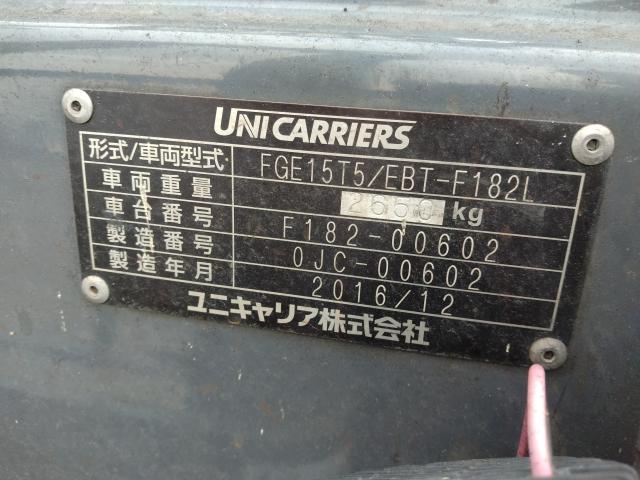 UNICARRIERS
形式/車両型式 FGE15T5/EBT-F182L
車両重量 2550 kg
車台番号 F182-00602
製造番号 0JC-00602
製造年月 2016/12
ユニキャリア株式会社